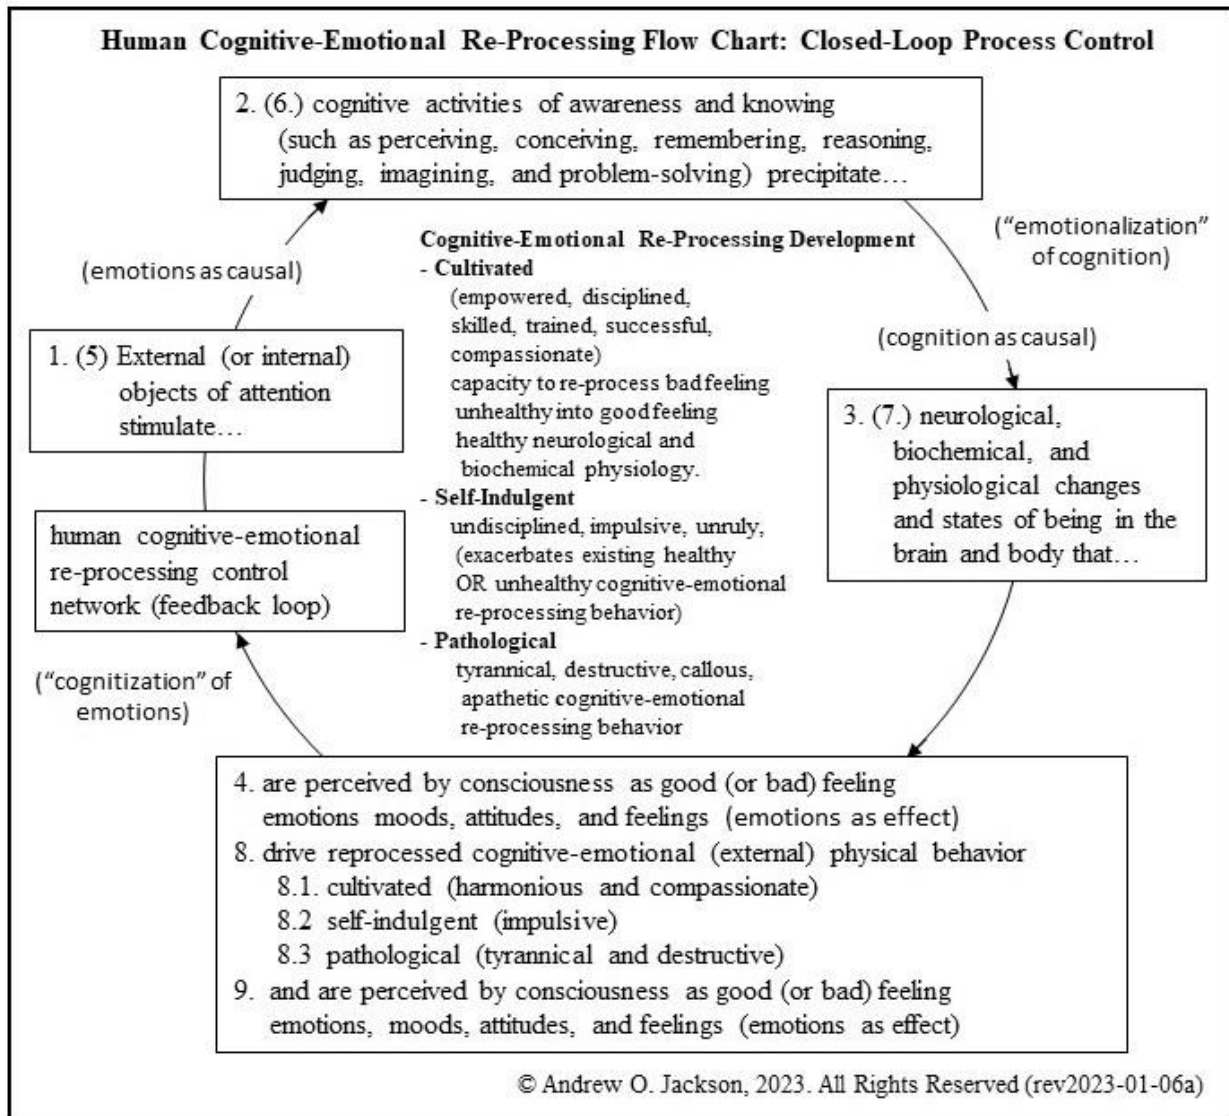 Human Cognitive-Emotional Re-Processing Flow Chart: Closed-Loop Process Control
2. (6.) cognitive activities of awareness and knowing
(such as perceiving, conceiving, remembering, reasoning,
judging, imagining, and problem-solving) precipitate…
(“emotionalization”
of cognition)
(emotions as causal)
(cognition as causal)
1. (5) External (or internal)
objects of attention
stimulate…
Cognitive-Emotional Re-Processing Development
- Cultivated
(empowered, disciplined,
skilled, trained, successful,
compassionate)
capacity to re-process bad feeling
unhealthy into good feeling
healthy neurological and
biochemical physiology.
- Self-Indulgent
undisciplined, impulsive, unruly,
(exacerbates existing healthy
OR unhealthy cognitive-emotional
re-processing behavior)
- Pathological
tyrannical, destructive, callous,
apathetic cognitive-emotional
re-processing behavior
3. (7.) neurological,
biochemical, and
physiological changes
and states of being in the
brain and body that…
human cognitive-emotional
re-processing control
network (feedback loop)
(“cognitization” of
emotions)
4. are perceived by consciousness as good (or bad) feeling
emotions moods, attitudes, and feelings (emotions as effect)
8. drive reprocessed cognitive-emotional (external) physical behavior
8.1. cultivated (harmonious and compassionate)
8.2 self-indulgent (impulsive)
8.3 pathological (tyrannical and destructive)
9. and are perceived by consciousness as good (or bad) feeling
emotions, moods, attitudes, and feelings (emotions as effect)
© Andrew O. Jackson, 2023. All Rights Reserved (rev2023-01-06a)